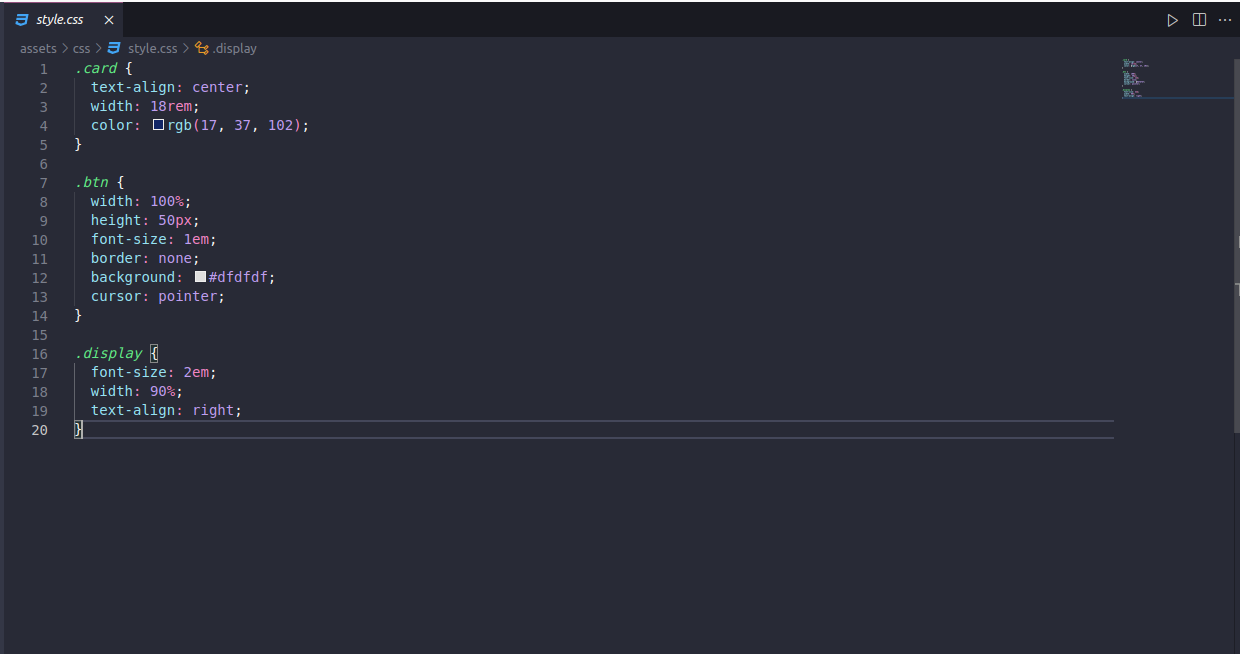 style.css
assets > css > style.css > .display
1 .card {
2 text-align: center;
3 width: 18rem;
4 color: rgb(17, 37, 102);
5 }
6
7 .btn {
8 width: 100%;
9 height: 50px;
10 font-size: 1em;
11 border: none;
12 background: #dfdfdf;
13 cursor: pointer;
14 }
15
16 .display {
17 font-size: 2em;
18 width: 90%;
19 text-align: right;
20 }